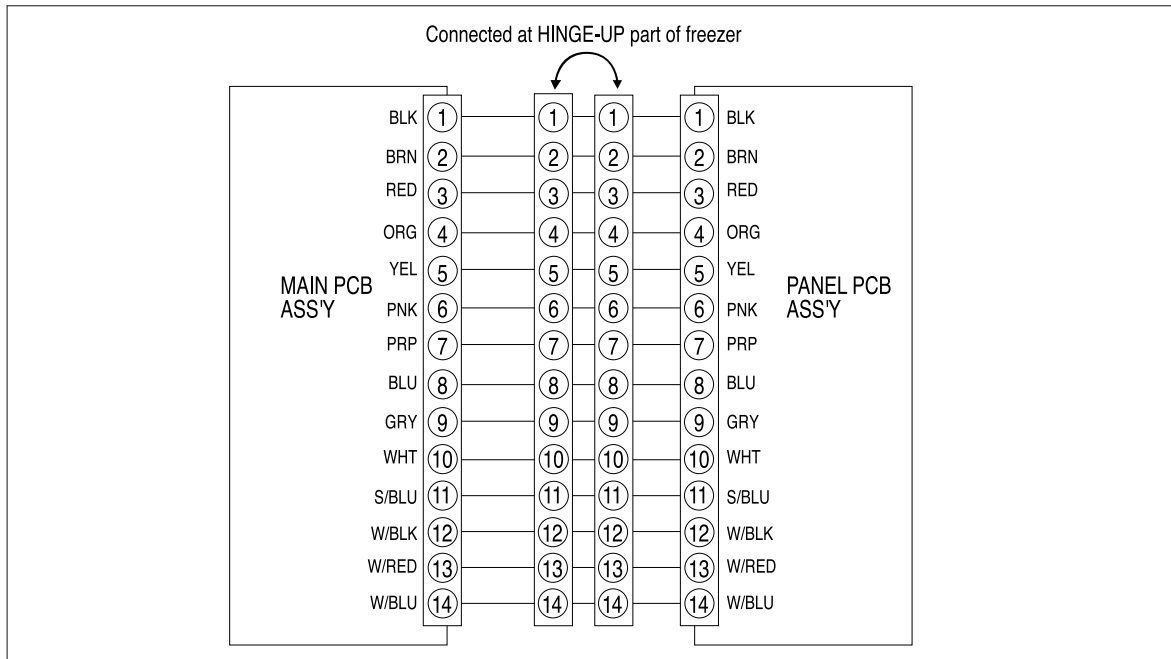 Connected at HINGE-UP part of freezer
MAIN PCB
ASS'Y
PANEL PCB
ASS'Y
BLK 1 1 1 1 BLK
BRN 2 2 2 2 BRN
RED 3 3 3 3 RED
ORG 4 4 4 4 ORG
YEL 5 5 5 5 YEL
PNK 6 6 6 6 PNK
PRP 7 7 7 7 PRP
BLU 8 8 8 8 BLU
GRY 9 9 9 9 GRY
WHT 10 10 10 10 WHT
S/BLU 11 11 11 11 S/BLU
W/BLK 12 12 12 12 W/BLK
W/RED 13 13 13 13 W/RED
W/BLU 14 14 14 14 W/BLU